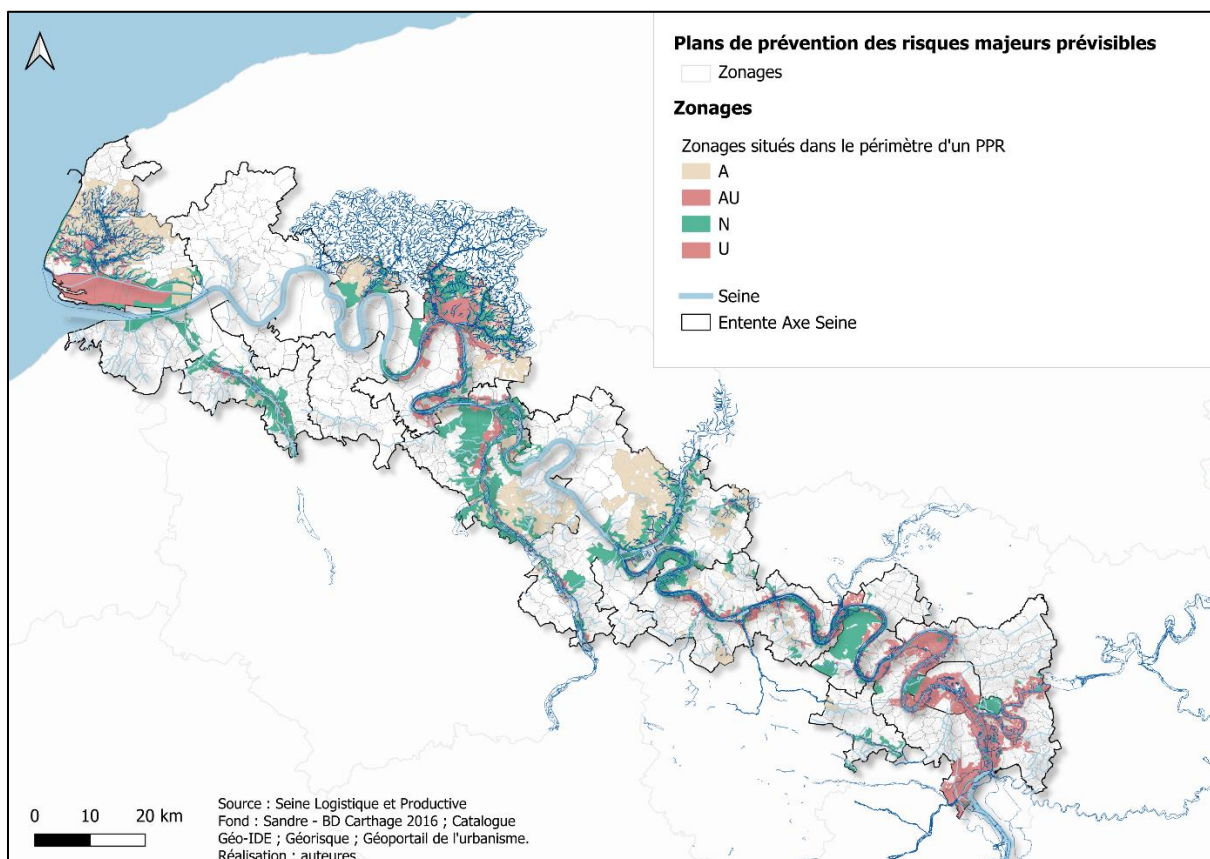 Plans de prévention des risques majeurs prévisibles
Zonages
Zonages
Zonages situés dans le périmètre d'un PPR
A
AU
N
U
Seine
Entente Axe Seine
0 10 20 km
Source : Seine Logistique et Productive
Fond : Sandre - BD Carthage 2016 ; Catalogue
Géo-IDE ; Géorisque ; Géoportail de l'urbanisme.
Réalisation : auteures